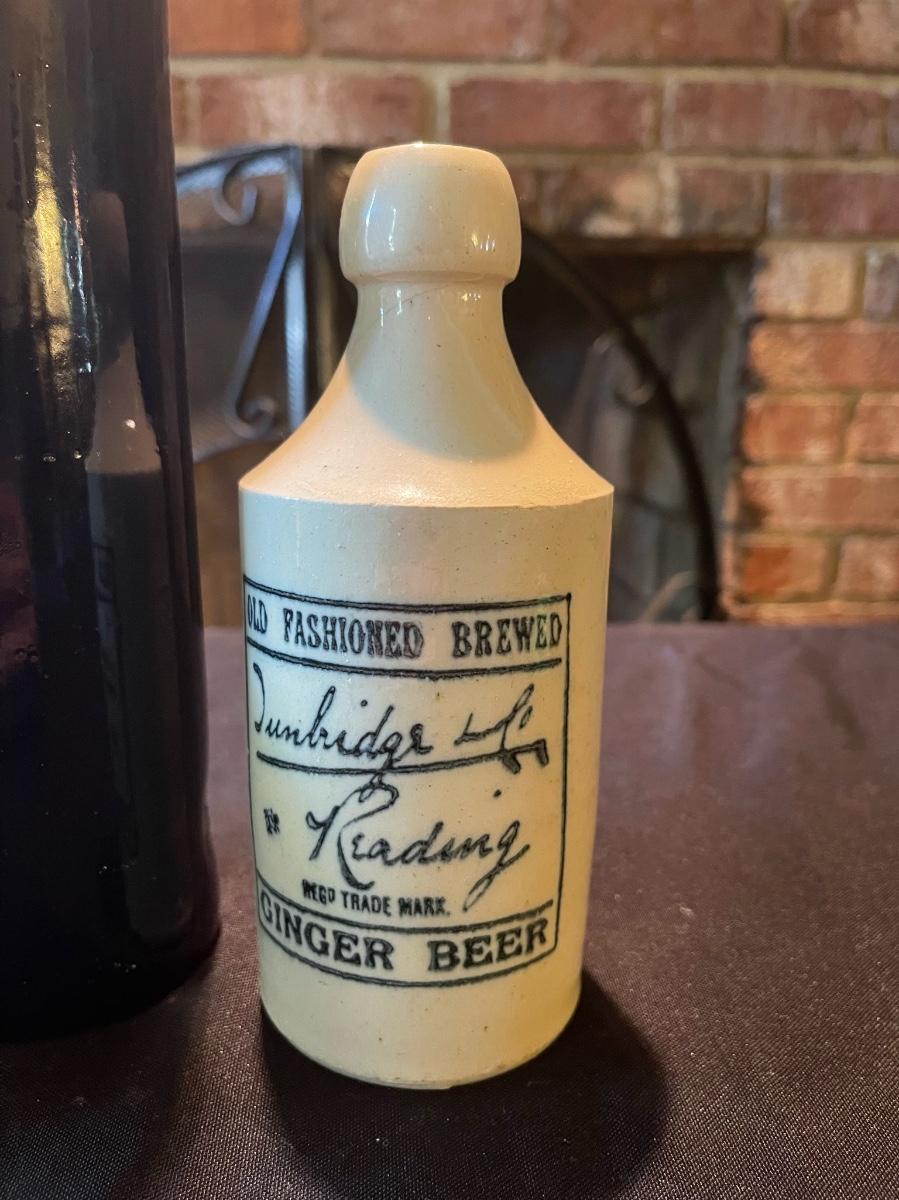 OLD FASHIONED BREWED
Tunbridge & Co
Reading
REGD TRADE MARK.
GINGER BEER